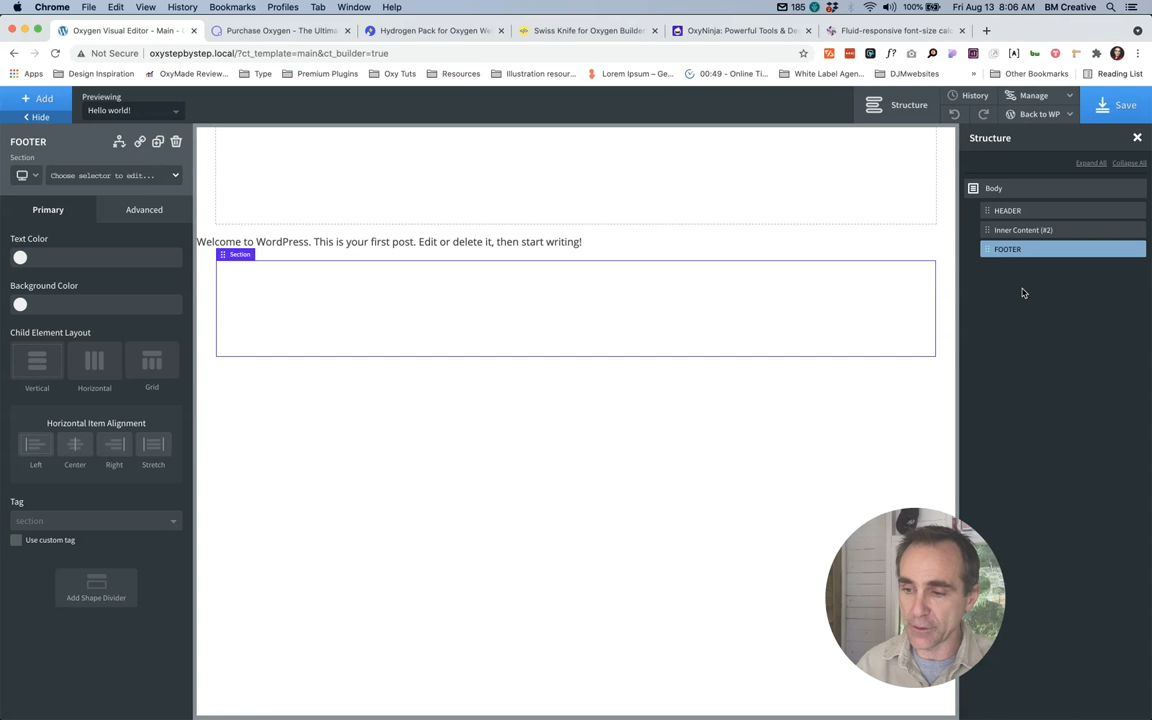 Chrome File Edit View History Bookmarks Profiles Tab Window Help 185 100% Fri Aug 13 8:06 AM BM Creative
Oxygen Visual Editor - Main - Purchase Oxygen – The Ultima Hydrogen Pack for Oxygen We Swiss Knife for Oxygen Builder OxyNinja: Powerful Tools & De Fluid-responsive font-size calc
Not Secure oxystepbystep.local/?ct_template=main&ct_builder=true
Apps Design Inspiration OxyMade Review... Type Premium Plugins Oxy Tuts Resources Illustration resour... Lorem Ipsum – Ge... 00:49 - Online Ti... White Label Agen... DJMwebsites » Other Bookmarks Reading List
Add
Hide
Previewing
Hello world!
Structure
History
Manage
Back to WP
Save
FOOTER
Section
Choose selector to edit...
Primary
Advanced
Text Color
Background Color
Child Element Layout
Vertical
Horizontal
Grid
Horizontal Item Alignment
Left
Center
Right
Stretch
Tag
section
Use custom tag
Add Shape Divider
Welcome to WordPress. This is your first post. Edit or delete it, then start writing!
Section
Structure
Expand All Collapse All
Body
HEADER
Inner Content (#2)
FOOTER